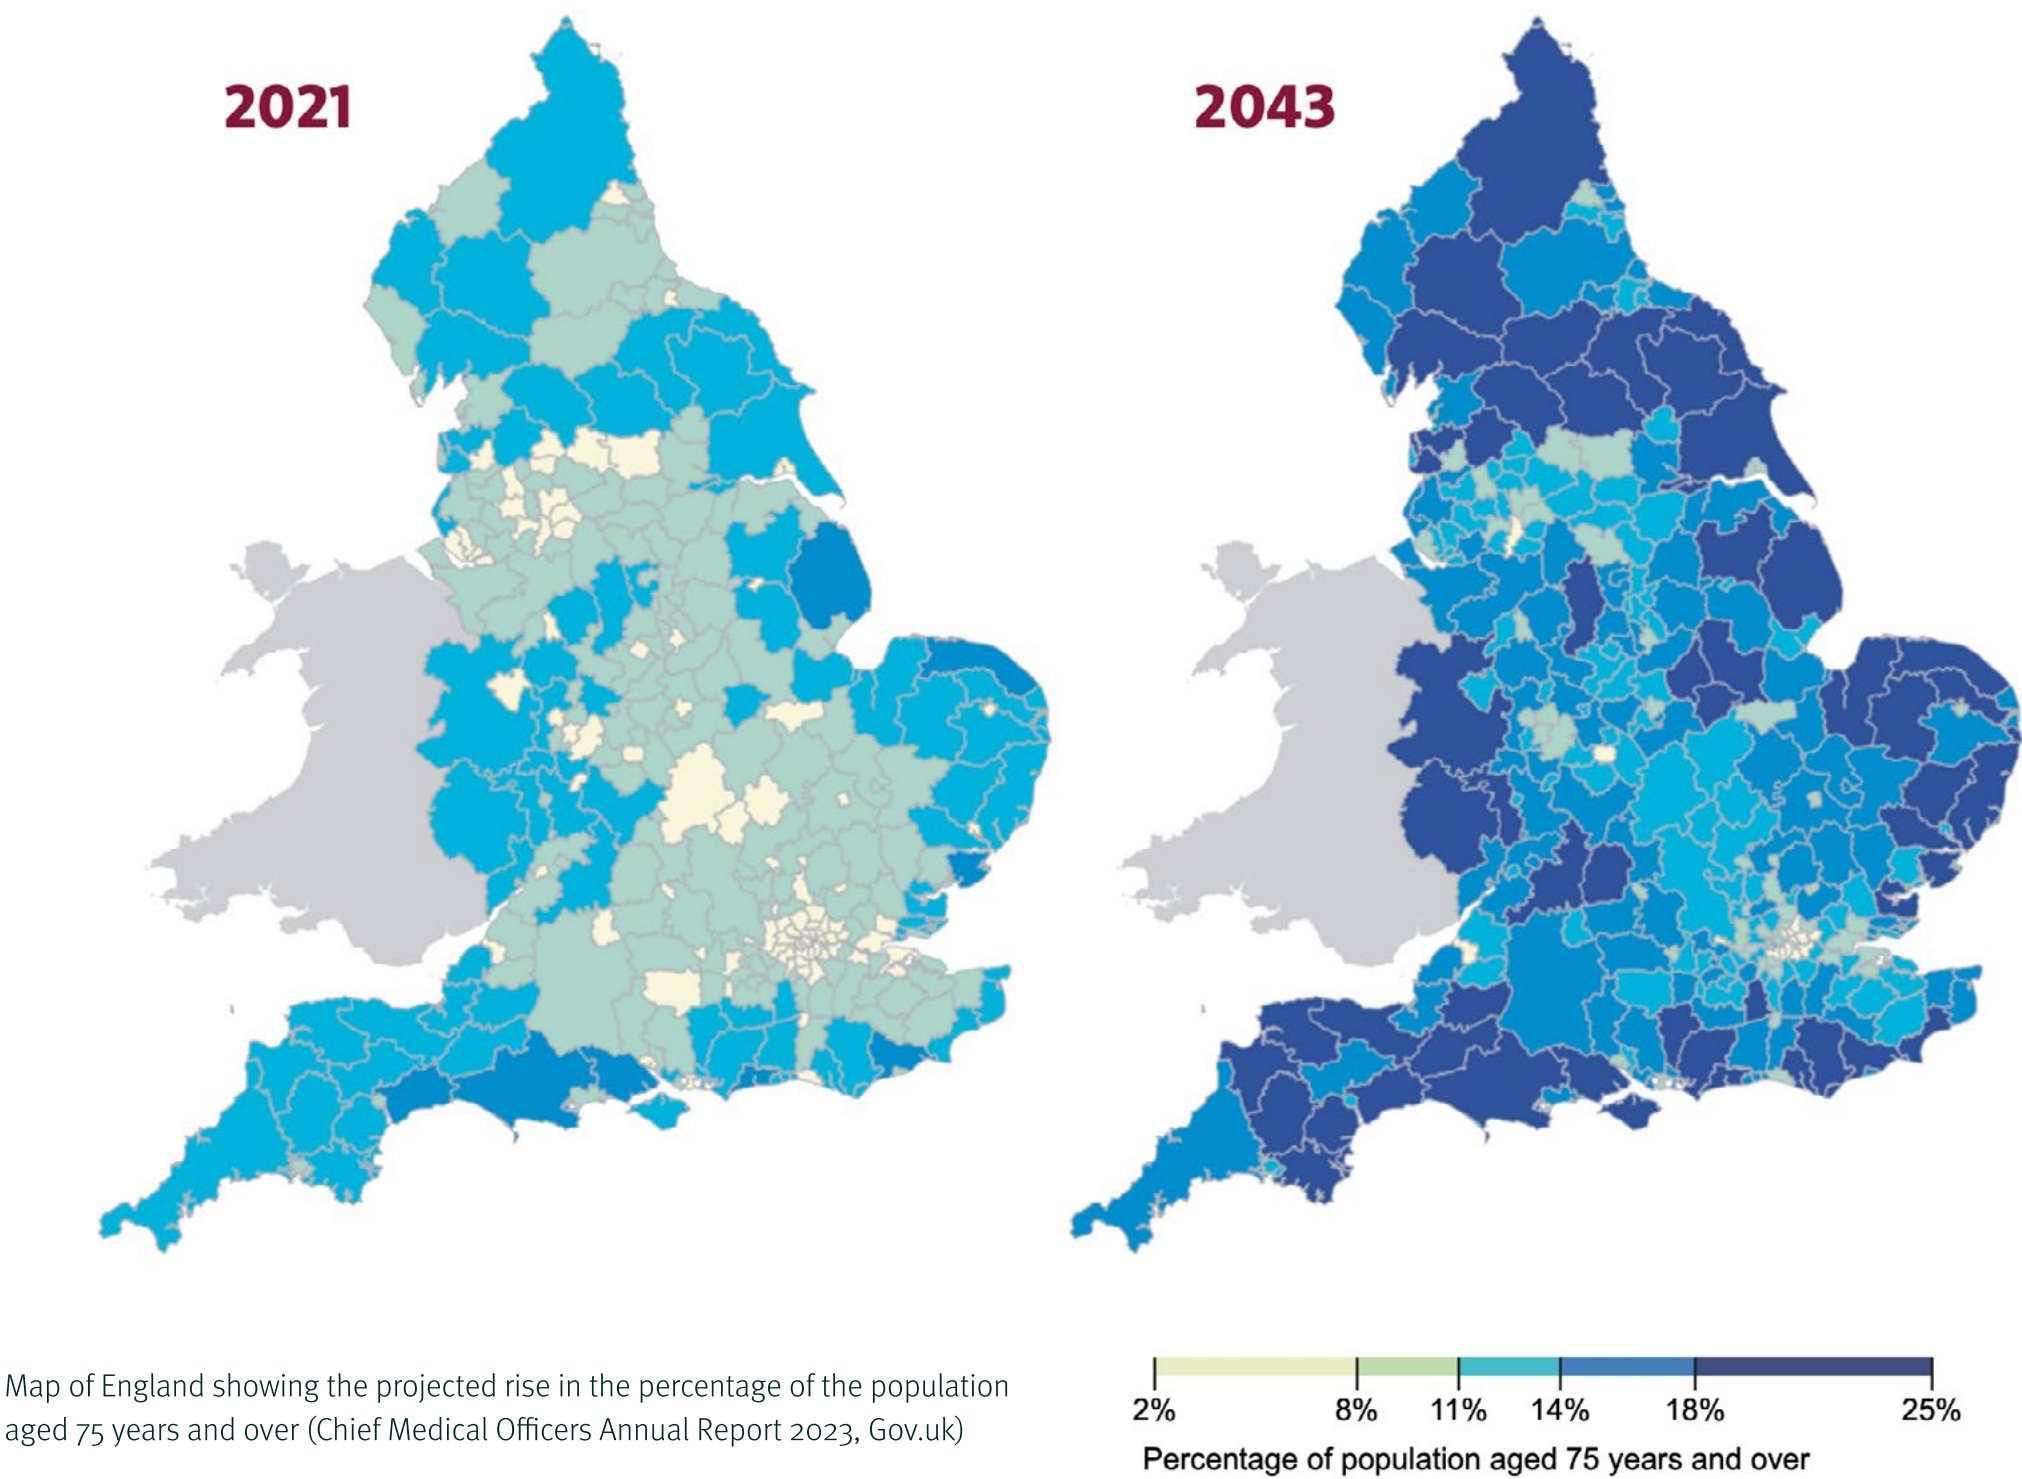 2021
2043
Map of England showing the projected rise in the percentage of the population
aged 75 years and over (Chief Medical Officers Annual Report 2023, Gov.uk)
2% 8% 11% 14% 18% 25%
Percentage of population aged 75 years and over